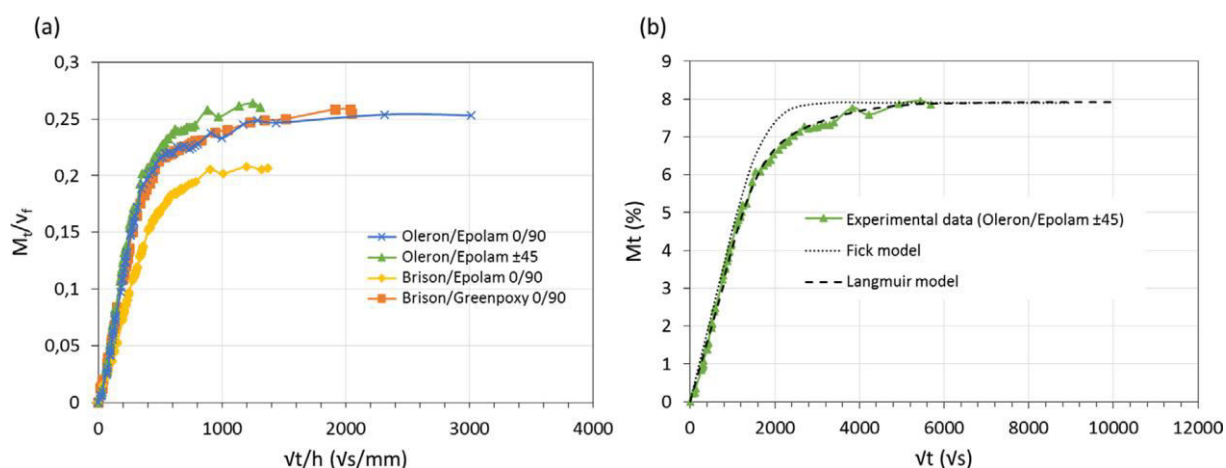 (a)
0,3
0,25
0,2
0,15
0,1
0,05
0
Mt/vf
0 1000 2000 3000 4000
√t/h (√s/mm)
Oleron/Epolam 0/90
Oleron/Epolam ±45
Brison/Epolam 0/90
Brison/Greenpoxy 0/90
(b)
9
8
7
6
5
4
3
2
1
0
Mt (%)
0 2000 4000 6000 8000 10000 12000
√t (√s)
Experimental data (Oleron/Epolam ±45)
Fick model
Langmuir model